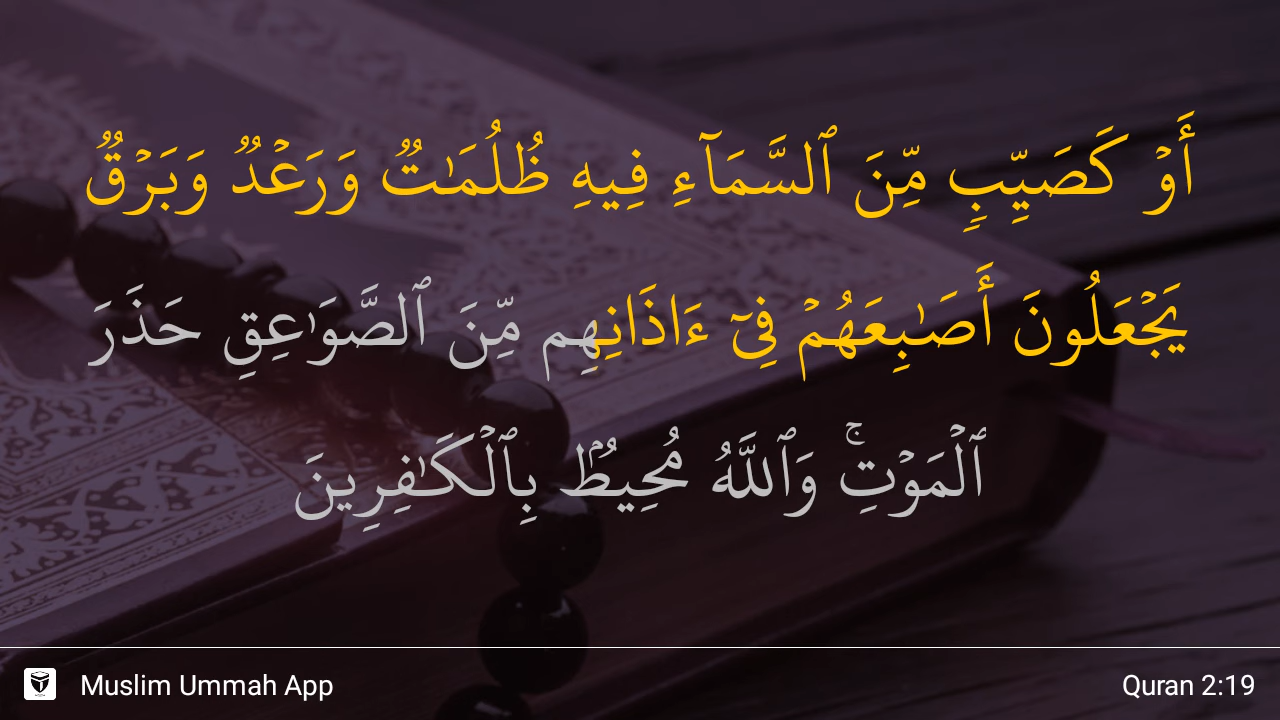 أَوۡ كَصَيِّبٖ مِّنَ ٱلسَّمَآءِ فِيهِ ظُلُمَٰتٞ وَرَعۡدٞ وَبَرۡقٞ
يَجۡعَلُونَ أَصَٰبِعَهُمۡ فِيٓ ءَاذَانِهِم مِّنَ ٱلصَّوَٰعِقِ حَذَرَ
ٱلۡمَوۡتِۚ وَٱللَّهُ مُحِيطُۢ بِٱلۡكَٰفِرِينَ
Muslim Ummah App
Quran 2:19